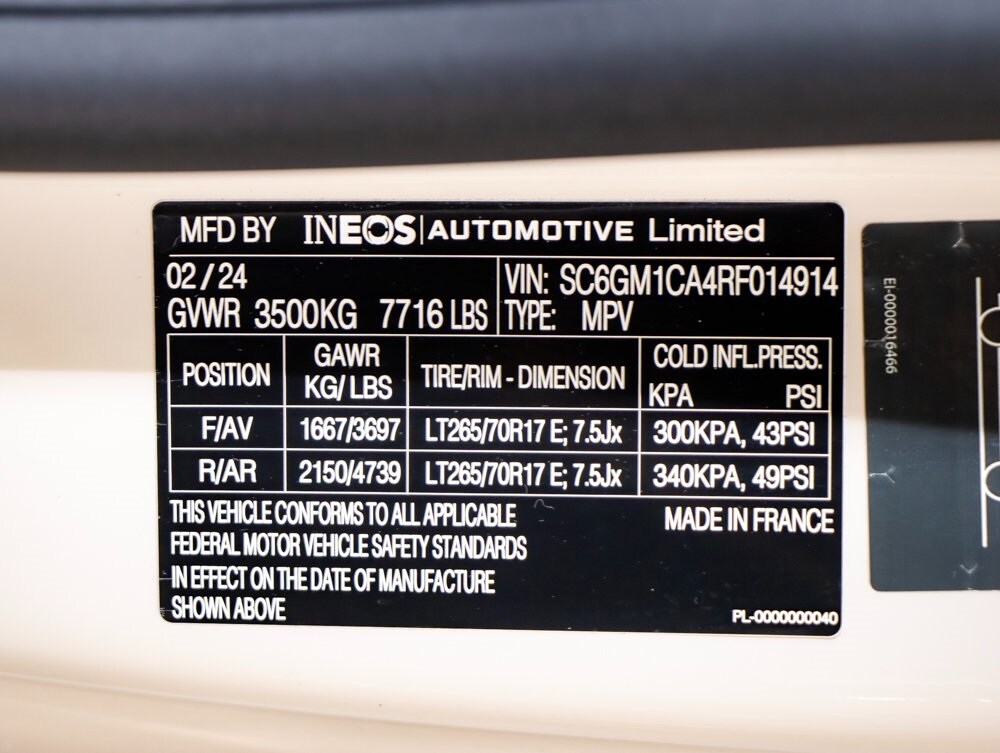 MFD BY INEOS | AUTOMOTIVE Limited
02 / 24 VIN: SC6GM1CA4RF014914
GVWR 3500KG 7716 LBS TYPE: MPV
POSITION GAWR KG/ LBS TIRE/RIM - DIMENSION COLD INFL.PRESS. KPA PSI
F/AV 1667/3697 LT265/70R17 E; 7.5Jx 300KPA, 43PSI
R/AR 2150/4739 LT265/70R17 E; 7.5Jx 340KPA, 49PSI
THIS VEHICLE CONFORMS TO ALL APPLICABLE MADE IN FRANCE
FEDERAL MOTOR VEHICLE SAFETY STANDARDS
IN EFFECT ON THE DATE OF MANUFACTURE
SHOWN ABOVE
PL-0000000040
EI-0000016466